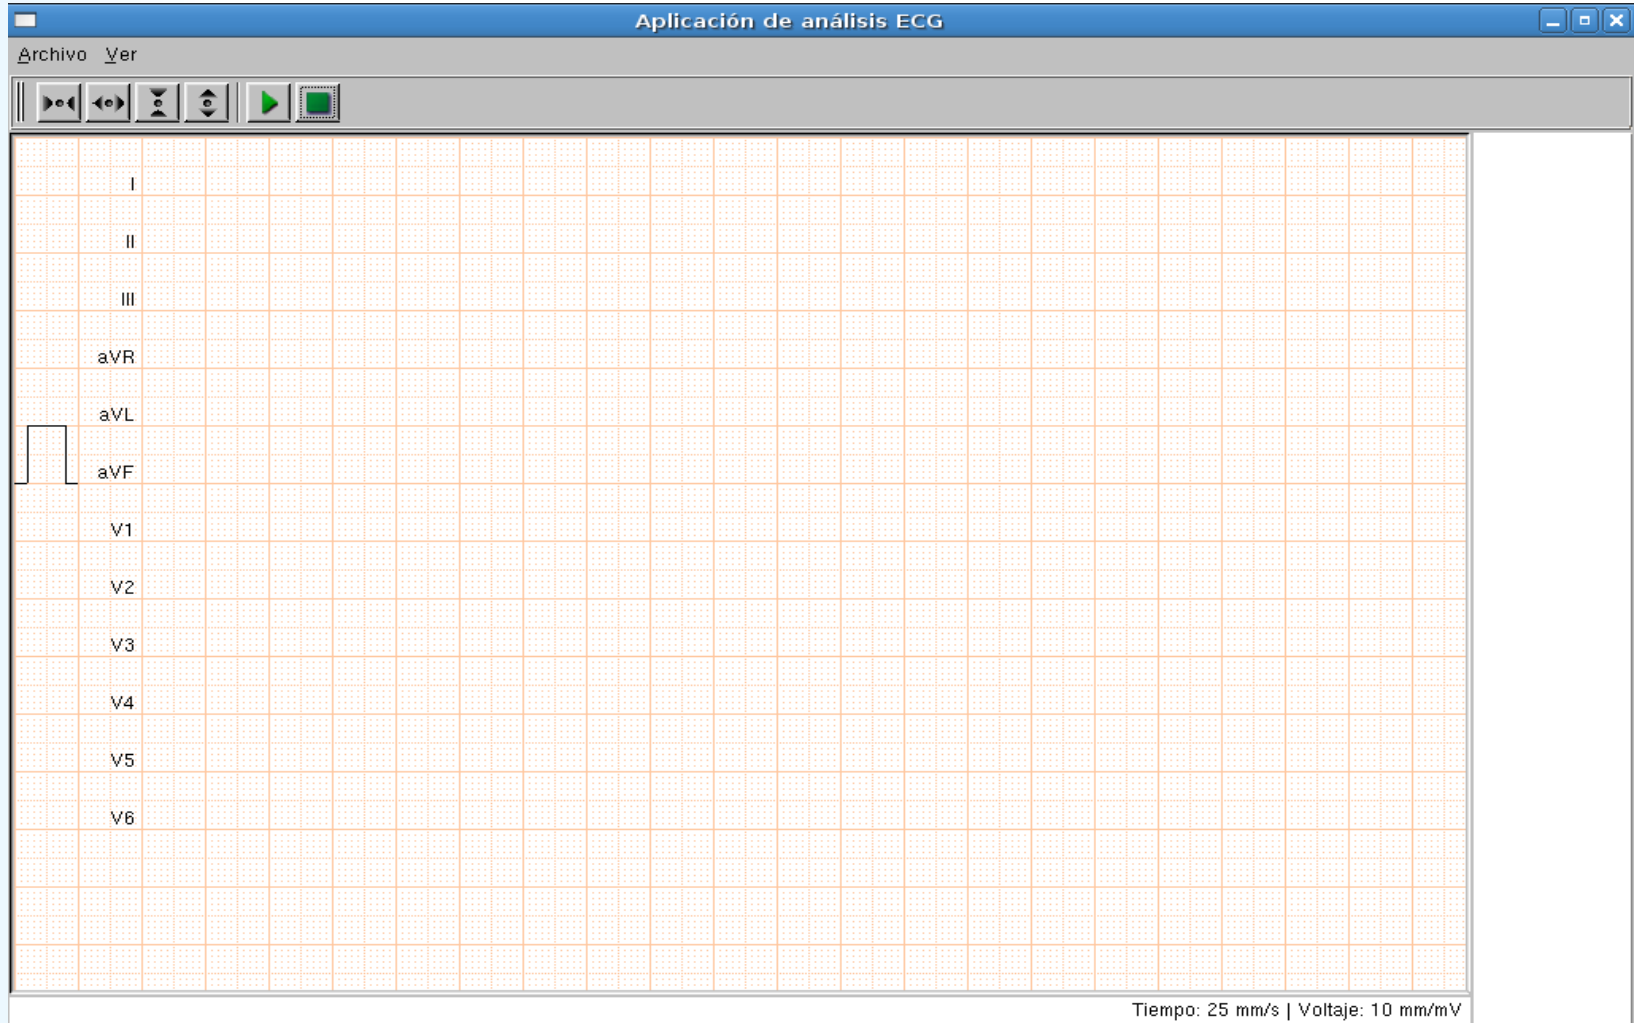 Aplicación de análisis ECG
Archivo Ver
I
II
III
aVR
aVL
aVF
V1
V2
V3
V4
V5
V6
Tiempo: 25 mm/s | Voltaje: 10 mm/mV